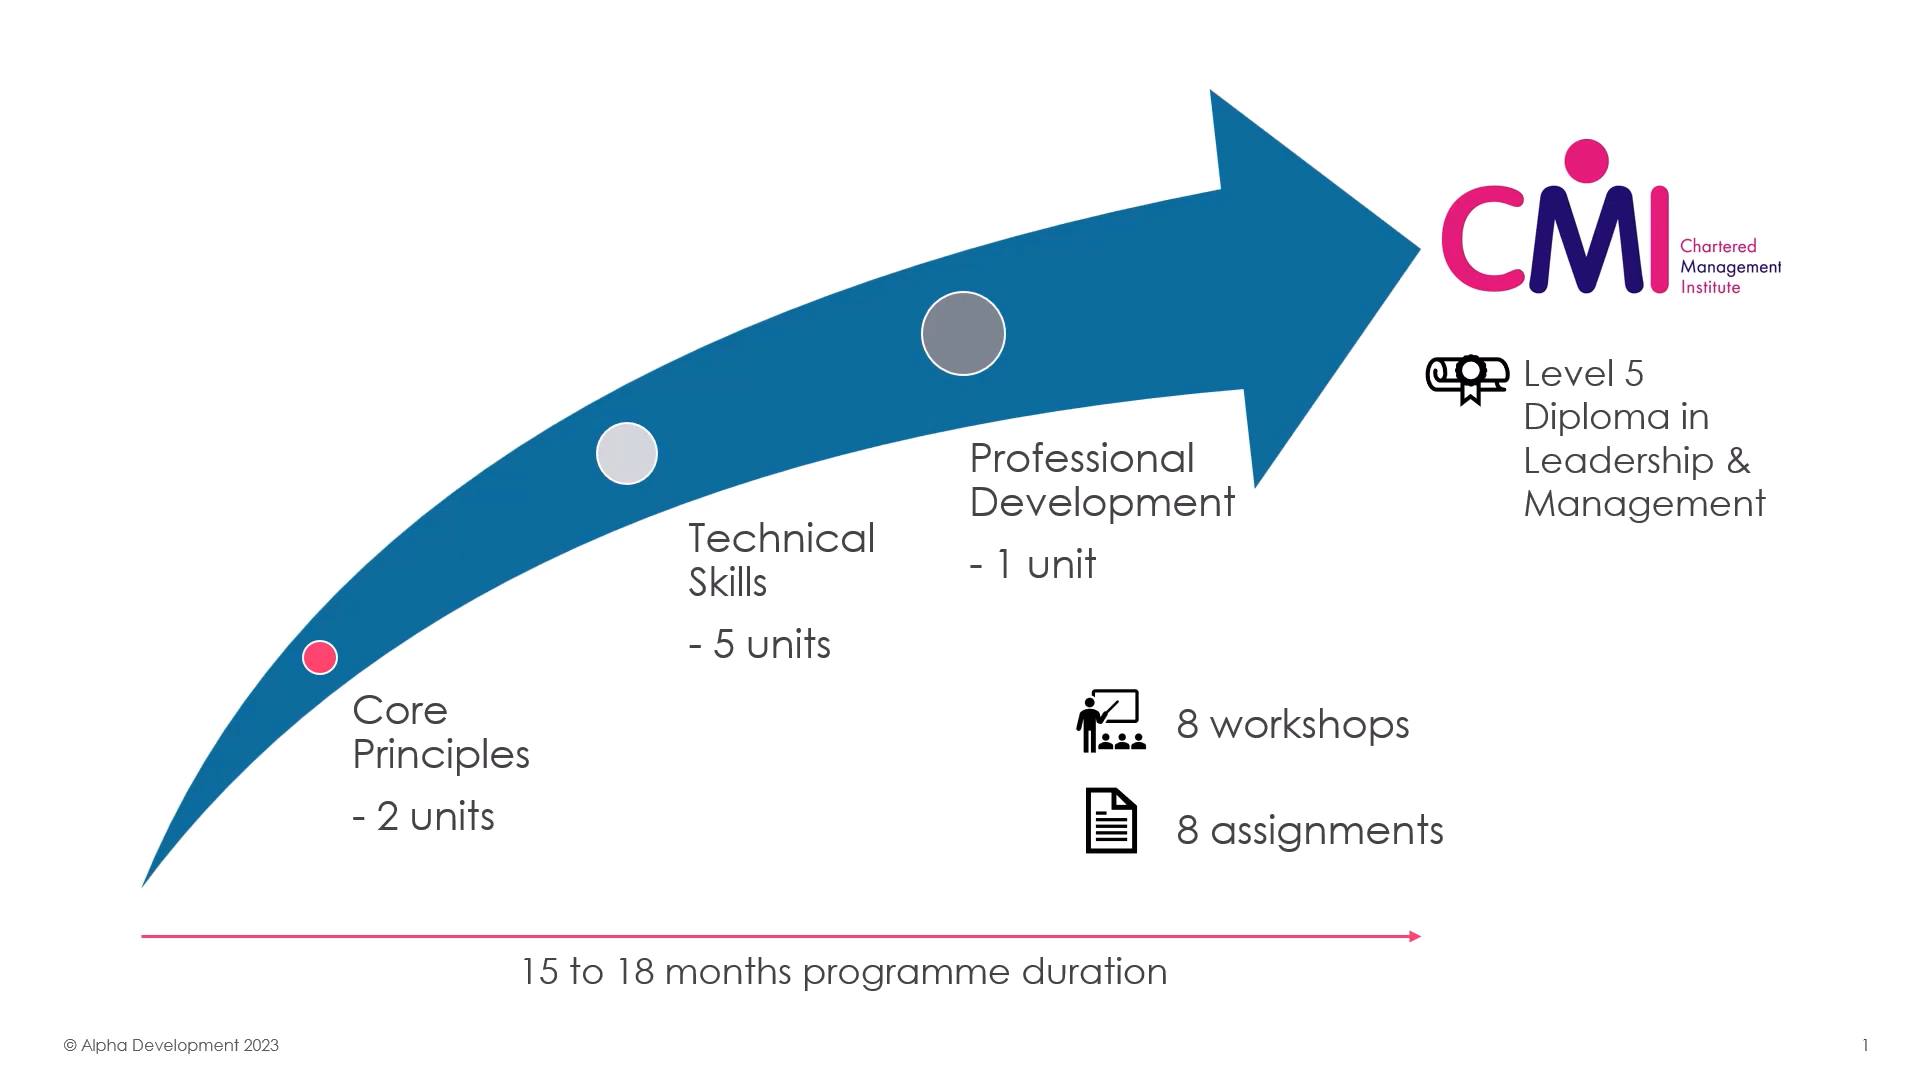 CMI
Chartered
Management
Institute
Level 5
Diploma in
Leadership &
Management
Professional
Development
- 1 unit
Technical
Skills
- 5 units
Core
Principles
- 2 units
8 workshops
8 assignments
15 to 18 months programme duration
© Alpha Development 2023
1